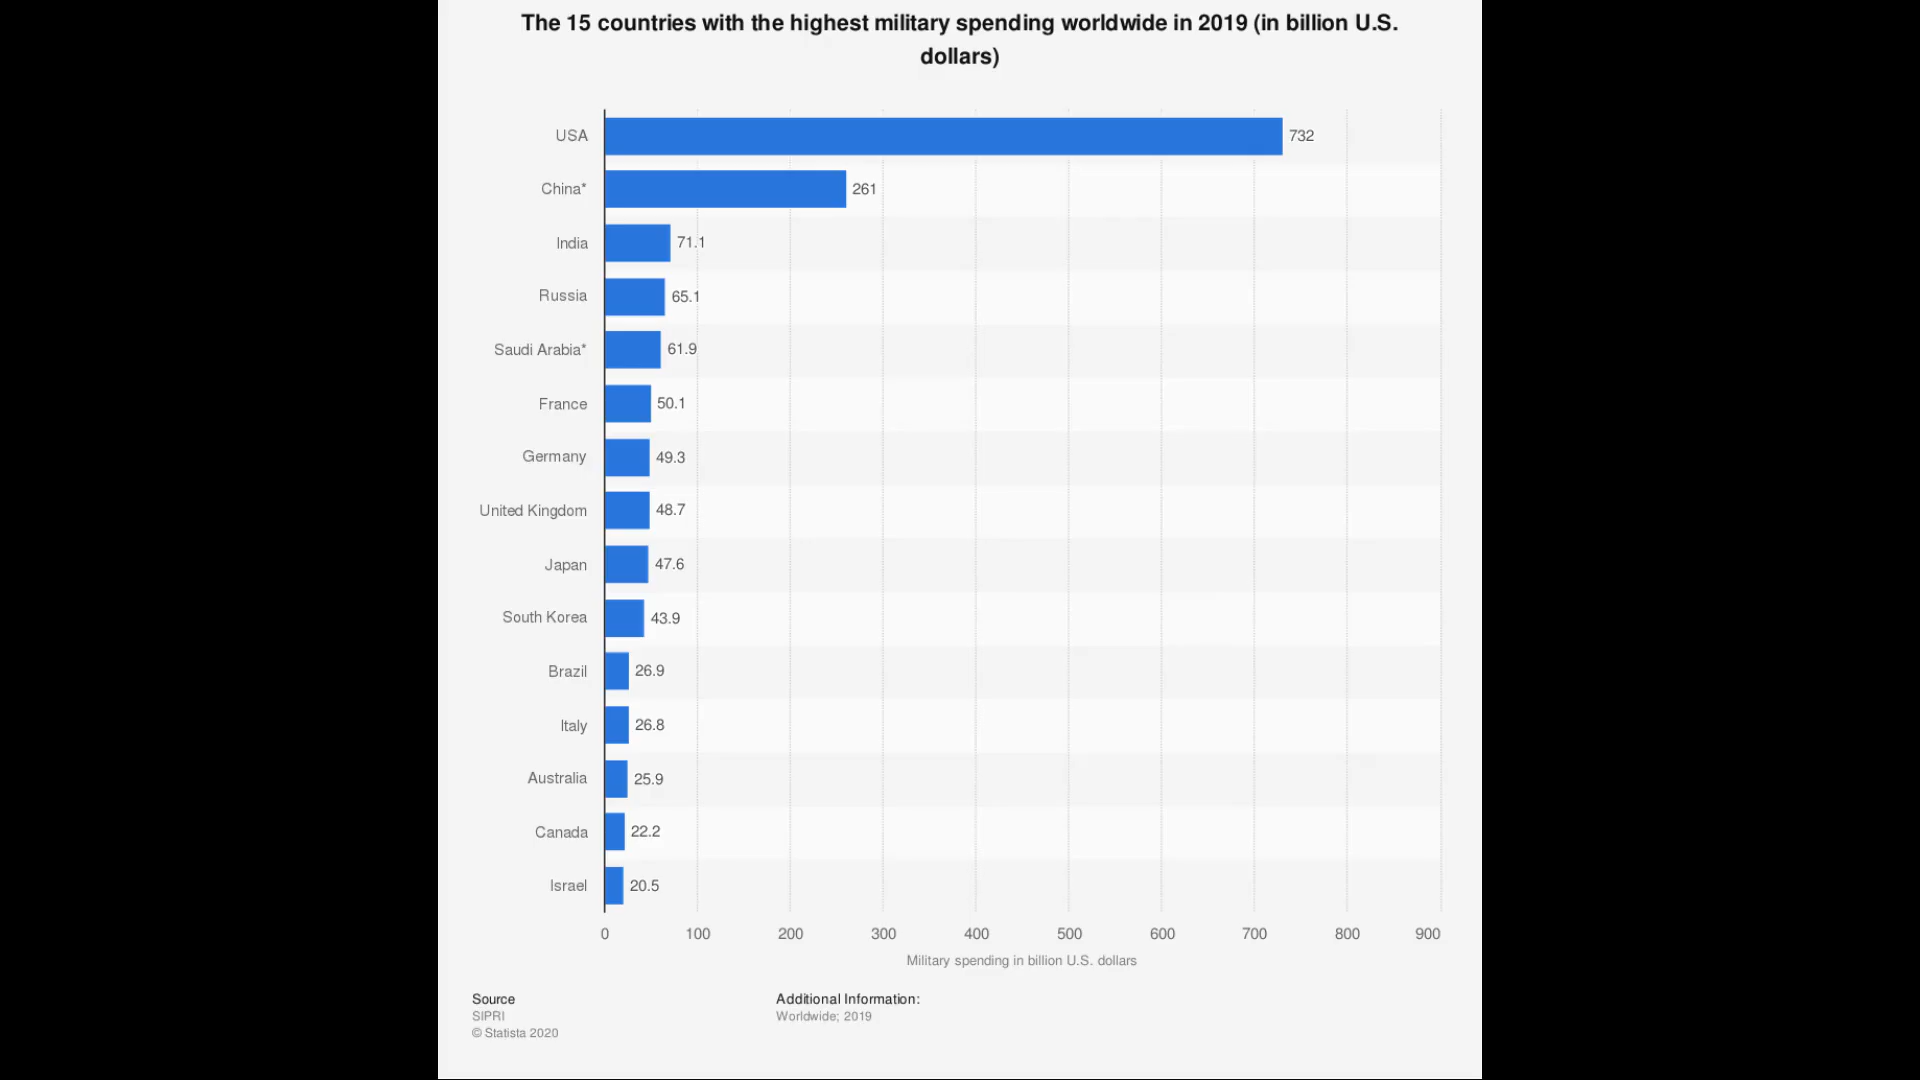 The 15 countries with the highest military spending worldwide in 2019 (in billion U.S.
dollars)
USA 732
China* 261
India 71.1
Russia 65.1
Saudi Arabia* 61.9
France 50.1
Germany 49.3
United Kingdom 48.7
Japan 47.6
South Korea 43.9
Brazil 26.9
Italy 26.8
Australia 25.9
Canada 22.2
Israel 20.5
0 100 200 300 400 500 600 700 800 900
Military spending in billion U.S. dollars
Source
SIPRI
© Statista 2020
Additional Information:
Worldwide; 2019